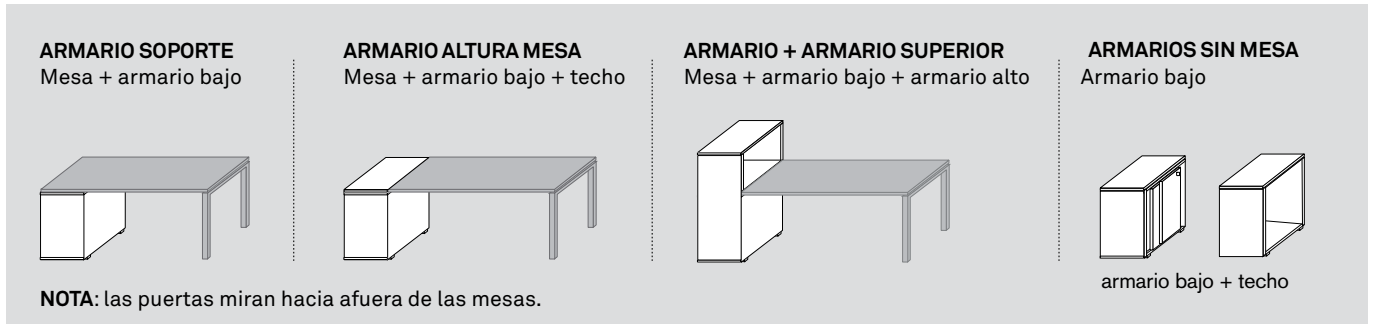 ARMARIO SOPORTE
Mesa + armario bajo
ARMARIO ALTURA MESA
Mesa + armario bajo + techo
ARMARIO + ARMARIO SUPERIOR
Mesa + armario bajo + armario alto
ARMARIOS SIN MESA
Armario bajo
armario bajo + techo
NOTA: las puertas miran hacia afuera de las mesas.